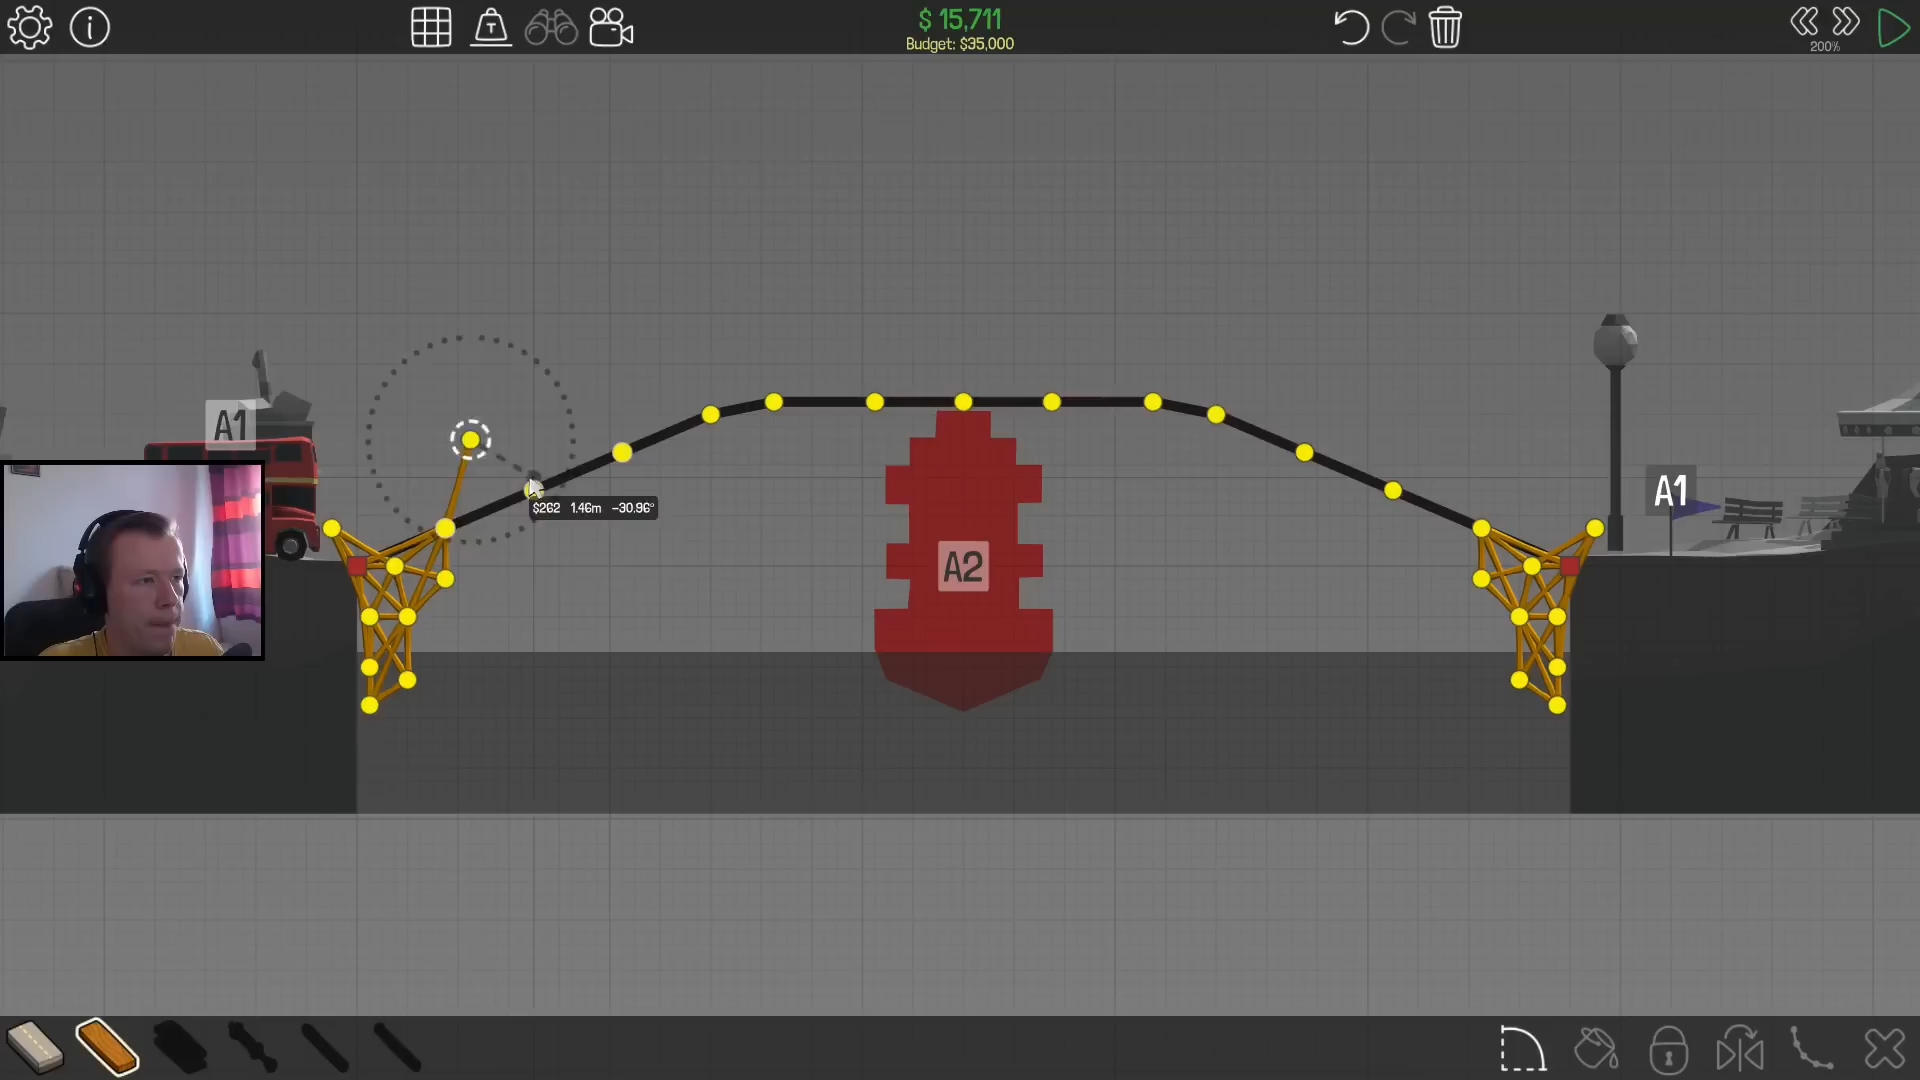 $ 15,711
Budget: $35,000
200%
A1
$262 1.46m -30.96°
A1
A2